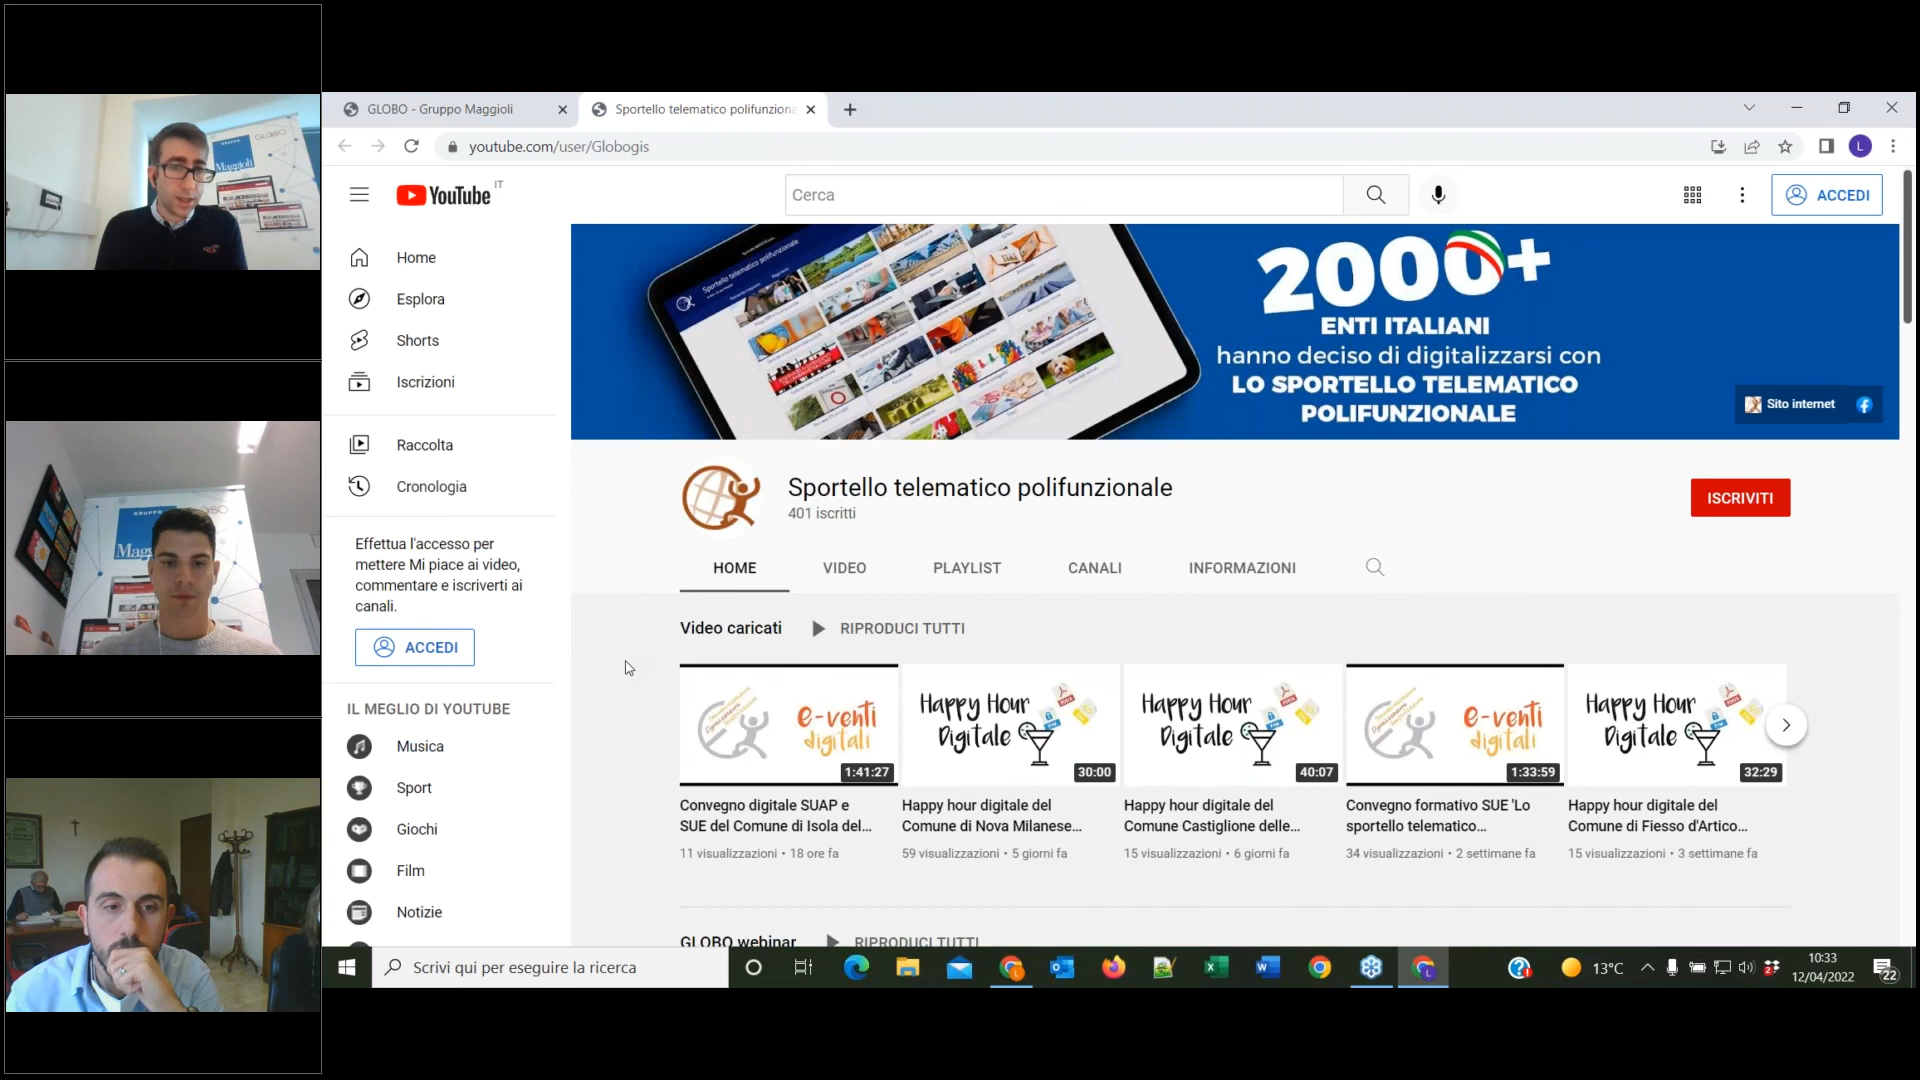 GLOBO - Gruppo Maggioli
Sportello telematico polifunziona
youtube.com/user/Globogis
L
YouTube IT
Cerca
ACCEDI
Home
Esplora
Shorts
Iscrizioni
Raccolta
Cronologia
Effettua l'accesso per
mettere Mi piace ai video,
commentare e iscriverti ai
canali.
ACCEDI
IL MEGLIO DI YOUTUBE
Musica
Sport
Giochi
Film
Notizie
Sportello telematico polifunzionale
2000+
ENTI ITALIANI
hanno deciso di digitalizzarsi con
LO SPORTELLO TELEMATICO
POLIFUNZIONALE
Sito internet
Sportello telematico polifunzionale
401 iscritti
ISCRIVITI
HOME
VIDEO
PLAYLIST
CANALI
INFORMAZIONI
Video caricati
RIPRODUCI TUTTI
e-venti
digitali
1:41:27
Convegno digitale SUAP e
SUE del Comune di Isola del...
11 visualizzazioni • 18 ore fa
Happy Hour
Digitale
30:00
Happy hour digitale del
Comune di Nova Milanese...
59 visualizzazioni • 5 giorni fa
Happy Hour
Digitale
40:07
Happy hour digitale del
Comune Castiglione delle...
15 visualizzazioni • 6 giorni fa
e-venti
digitali
1:33:59
Convegno formativo SUE 'Lo
sportello telematico...
34 visualizzazioni • 2 settimane fa
Happy Hour
Digitale
32:29
Happy hour digitale del
Comune di Fiesso d'Artico...
15 visualizzazioni • 3 settimane fa
GLOBO webinar
RIPRODUCI TUTTI
Scrivi qui per eseguire la ricerca
13°C
10:33
12/04/2022
22
GRUPPO
Maggioli
GLOBO
GRUPPO